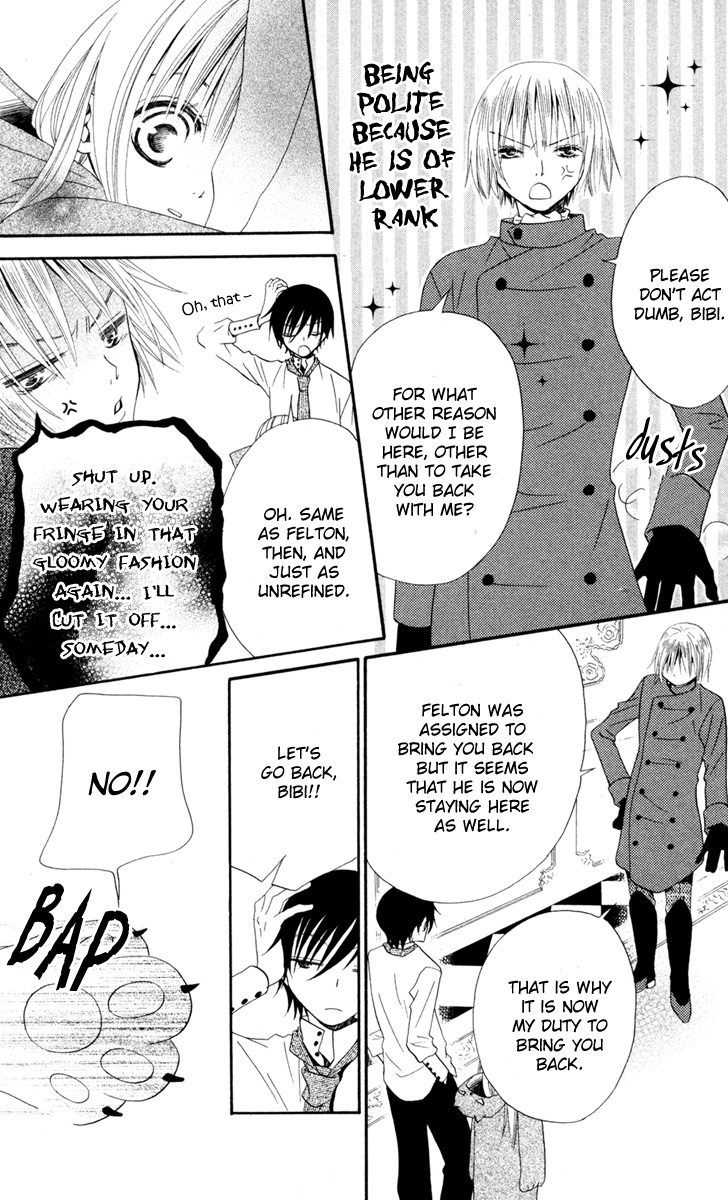 PLEASE
DON'T ACT
DUMB, BIBI.
BEING
POLITE
BECAUSE
HE IS OF
LOWER
RANK
FOR WHAT
OTHER REASON
WOULD I BE
HERE, OTHER
THAN TO TAKE
YOU BACK
WITH ME?
dusts
Oh, that-
OH. SAME
AS FELTON,
THEN, AND
JUST AS
UNREFINED.
SHUT UP.
WEARING YOUR
FRINGE IN THAT
GLOOMY FASHION
AGAIN... I'LL
CUT IT OFF...
SOMEDAY...
FELTON WAS
ASSIGNED TO
BRING YOU BACK
BUT IT SEEMS
THAT HE IS NOW
STAYING HERE
AS WELL.
THAT IS WHY
IT IS NOW
MY DUTY TO
BRING YOU
BACK.
LET'S
GO BACK,
BIBI!!
NO!!
BAP